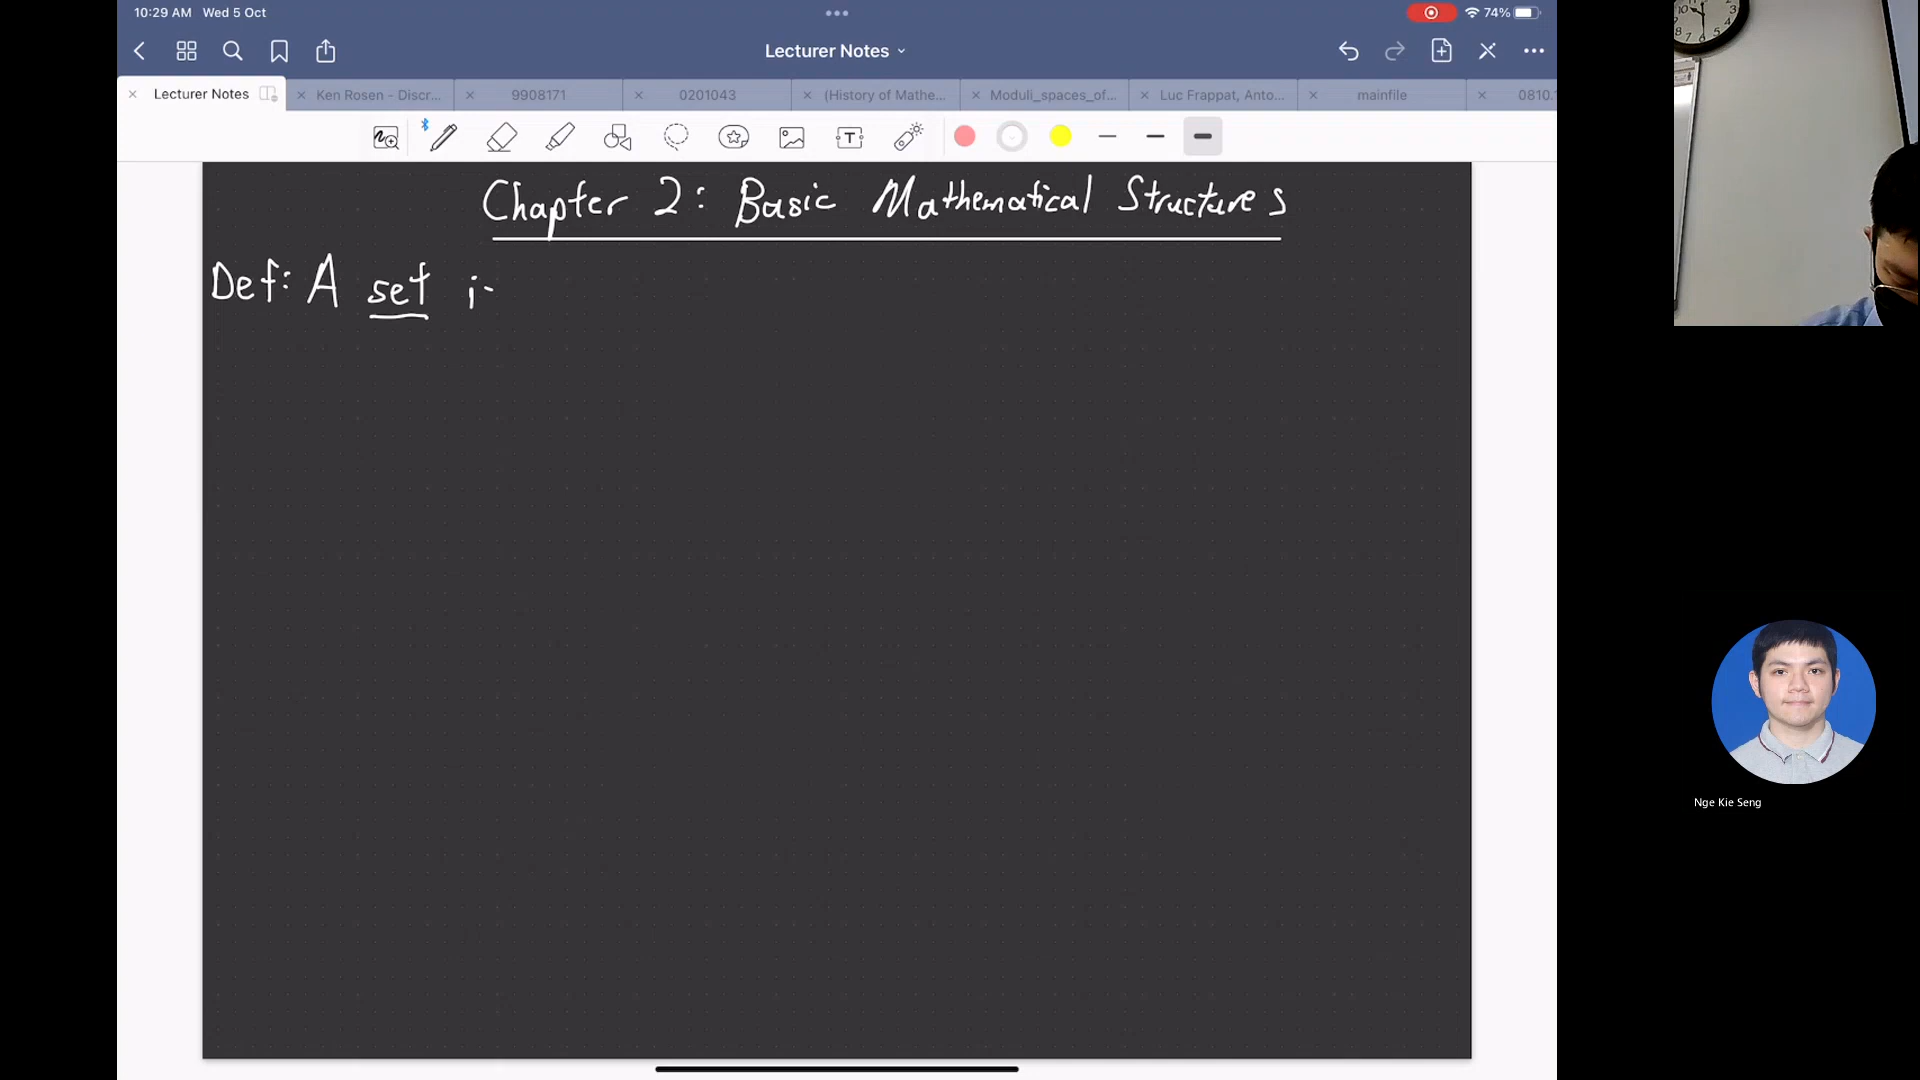 10:29 AM Wed 5 Oct
74%
Lecturer Notes
Lecturer Notes
Ken Rosen - Discr...
9908171
0201043
(History of Mathe...
Moduli_spaces_of...
Luc Frappat, Anto...
mainfile
0810.
Chapter 2: Basic Mathematical Structures
Def: A set i
Nge Kie Seng